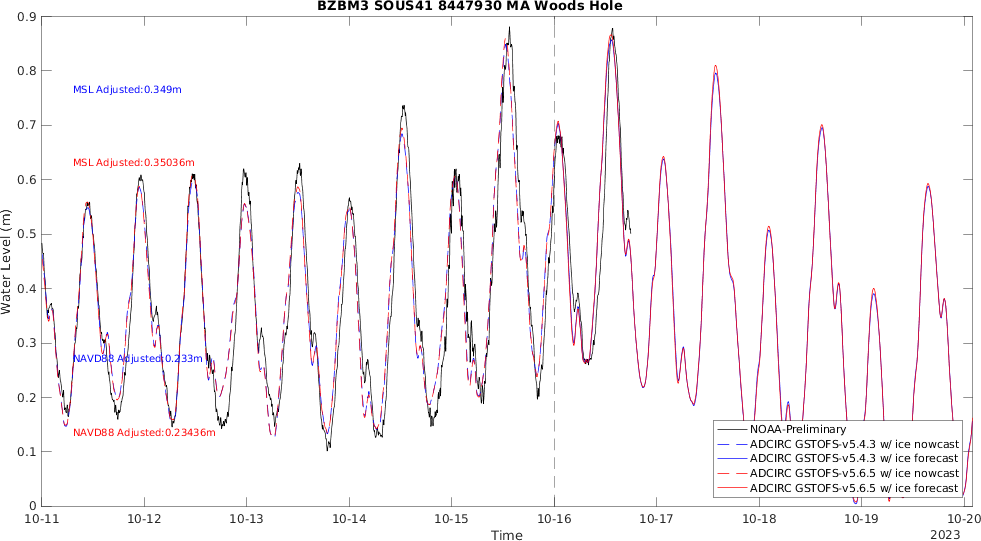 BZBM3 SOUS41 8447930 MA Woods Hole
0.9
0.8
0.7
0.6
0.5
0.4
0.3
0.2
0.1
0
Water Level (m)
MSL Adjusted:0.349m
MSL Adjusted:0.35036m
NAVD88 Adjusted:0.233m
NAVD88 Adjusted:0.23436m
NOAA-Preliminary
ADCIRC GSTOFS-v5.4.3 w/ ice nowcast
ADCIRC GSTOFS-v5.4.3 w/ ice forecast
ADCIRC GSTOFS-v5.6.5 w/ ice nowcast
ADCIRC GSTOFS-v5.6.5 w/ ice forecast
10-11 10-12 10-13 10-14 10-15 10-16 10-17 10-18 10-19 10-20
Time
2023